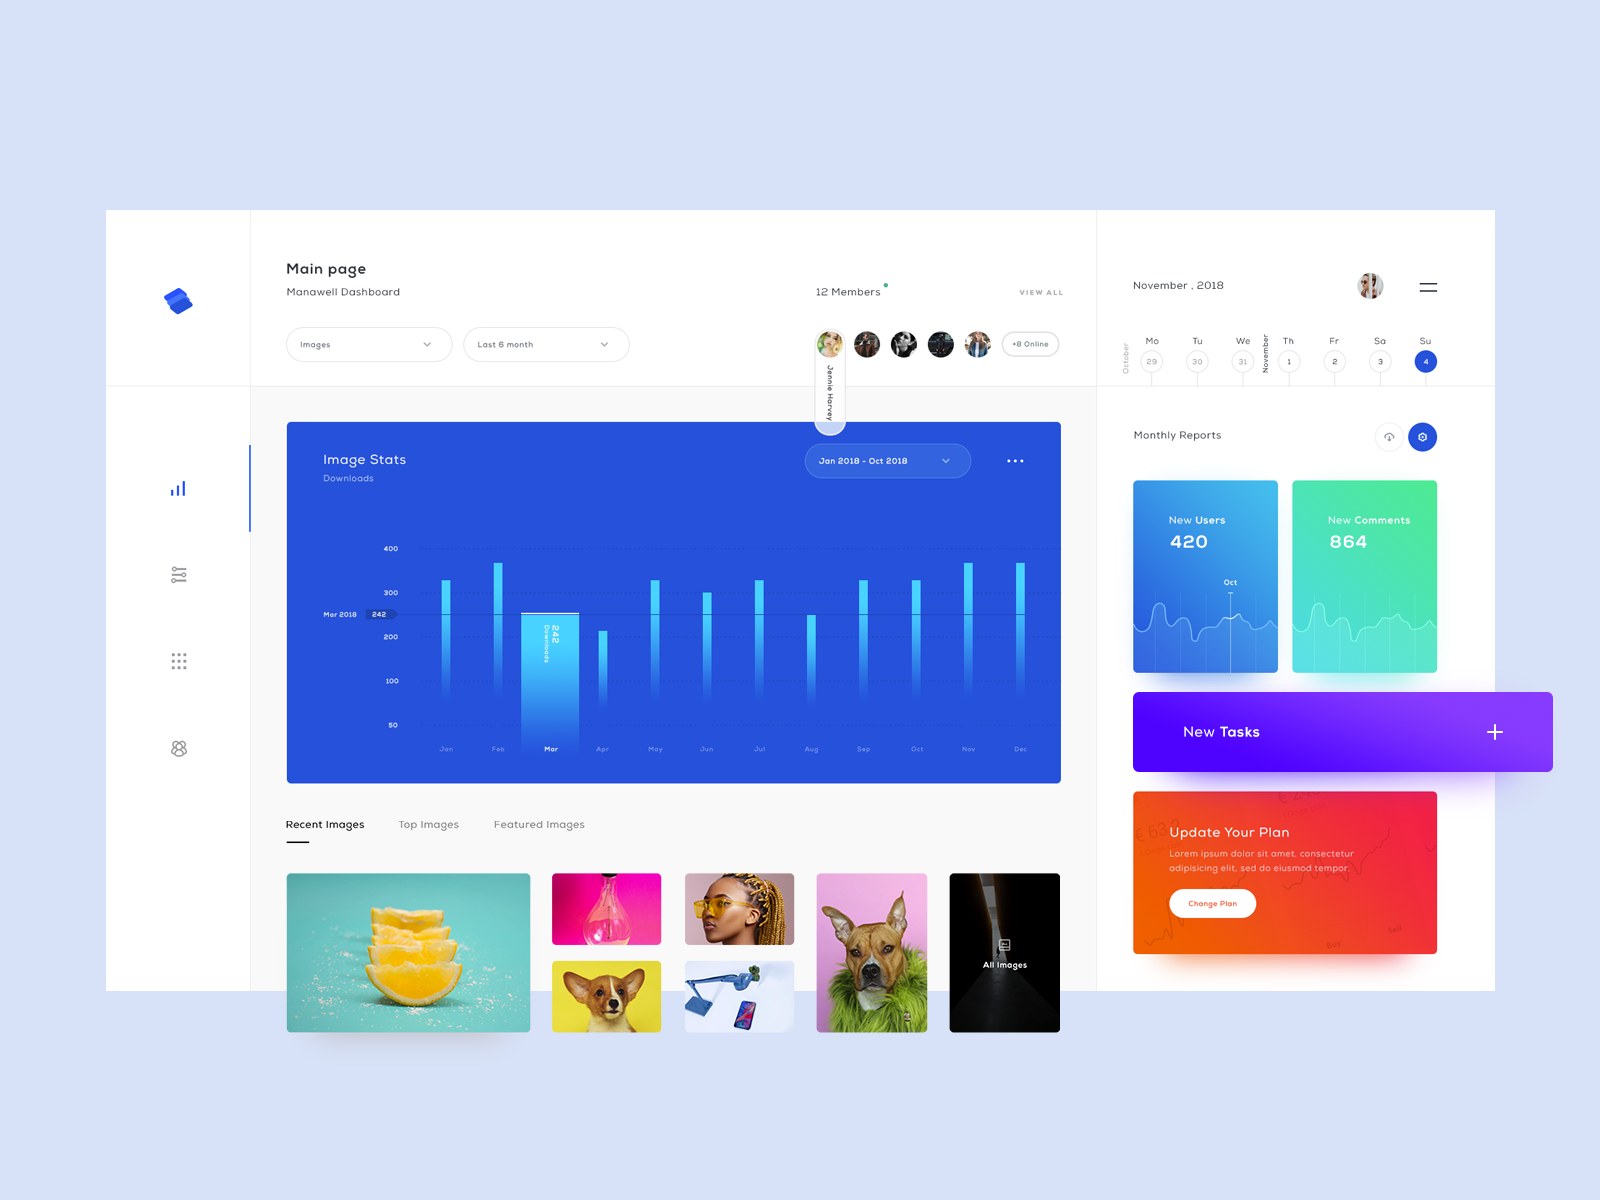 Main page
Manawell Dashboard
Images
Last 6 month
12 Members
VIEW ALL
+8 Online
Jennie Harvey
November , 2018
October
Mo Tu We
November
Th Fr Sa Su
29 30 31 1 2 3 4
Image Stats
Downloads
Jan 2018 - Oct 2018
400
300
Mar 2018 242
200
100
50
242
Downloads
Jan Feb Mar Apr May Jun Jul Aug Sep Oct Nov Dec
Recent Images
Top Images
Featured Images
All Images
Monthly Reports
New Users
420
Oct
New Comments
864
New Tasks
Update Your Plan
Lorem ipsum dolor sit amet, consectetur
adipisicing elit, sed do eiusmod tempor.
Change Plan
Buy
Sell